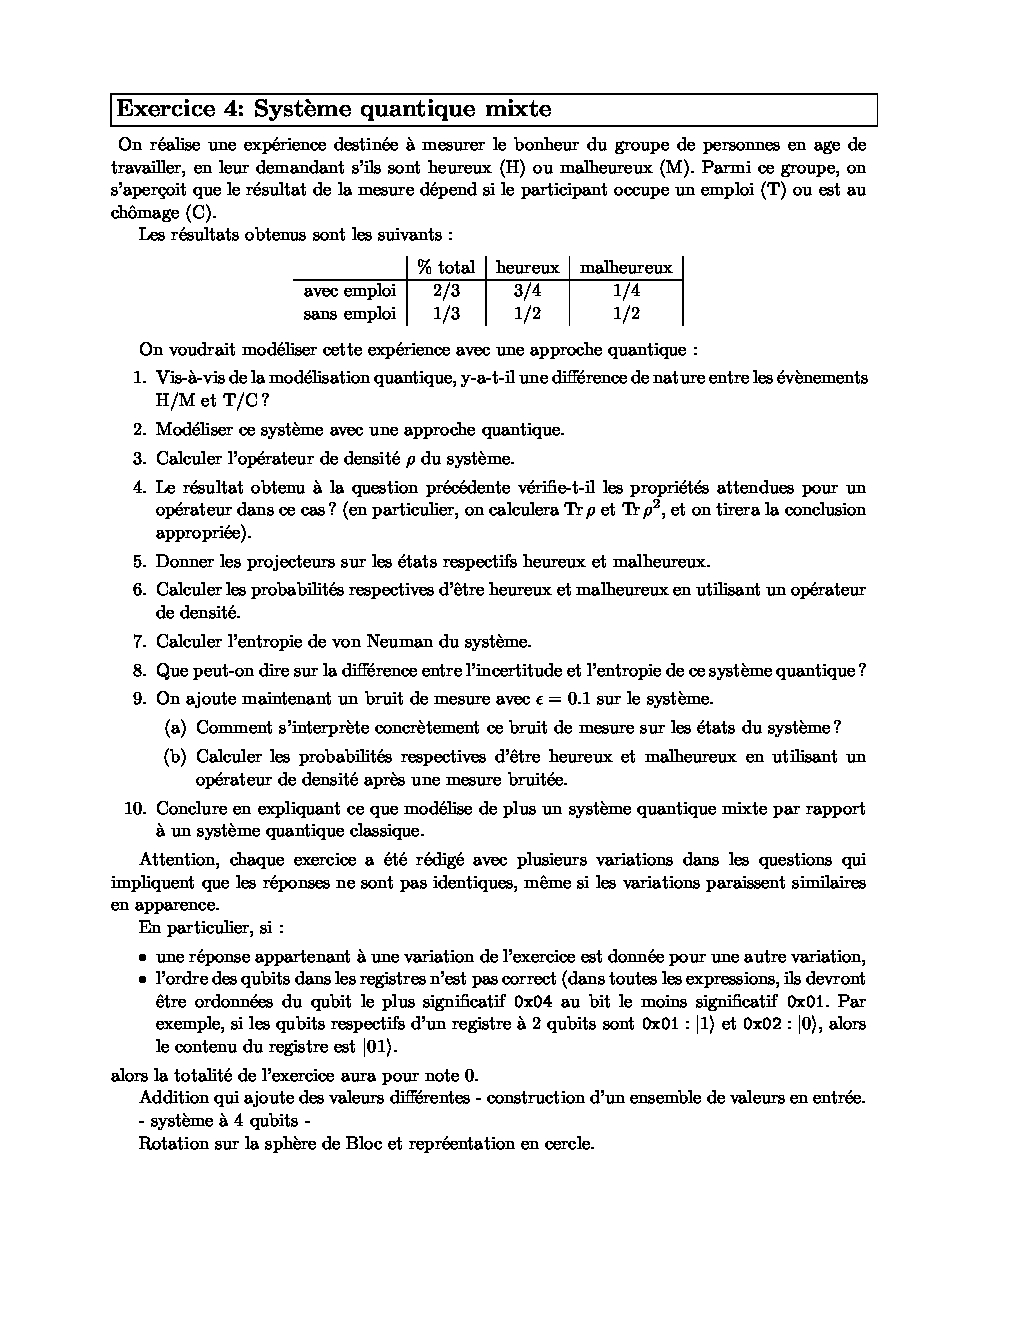 Exercice 4: Système quantique mixte
On réalise une expérience destinée à mesurer le bonheur du groupe de personnes en age de
travailler, en leur demandant s'ils sont heureux (H) ou malheureux (M). Parmi ce groupe, on
s'aperçoit que le résultat de la mesure dépend si le participant occupe un emploi (T) ou est au
chômage (C).
Les résultats obtenus sont les suivants :
% total heureux malheureux
avec emploi 2/3 3/4 1/4
sans emploi 1/3 1/2 1/2
On voudrait modéliser cette expérience avec une approche quantique :
1. Vis-à-vis de la modélisation quantique, y-a-t-il une différence de nature entre les évènements
H/M et T/C ?
2. Modéliser ce système avec une approche quantique.
3. Calculer l'opérateur de densité ρ du système.
4. Le résultat obtenu à la question précédente vérifie-t-il les propriétés attendues pour un
opérateur dans ce cas ? (en particulier, on calculera Tr ρ et Tr ρ², et on tirera la conclusion
appropriée).
5. Donner les projecteurs sur les états respectifs heureux et malheureux.
6. Calculer les probabilités respectives d'être heureux et malheureux en utilisant un opérateur
de densité.
7. Calculer l'entropie de von Neuman du système.
8. Que peut-on dire sur la différence entre l'incertitude et l'entropie de ce système quantique ?
9. On ajoute maintenant un bruit de mesure avec ϵ = 0.1 sur le système.
(a) Comment s'interprète concrètement ce bruit de mesure sur les états du système ?
(b) Calculer les probabilités respectives d'être heureux et malheureux en utilisant un
opérateur de densité après une mesure bruitée.
10. Conclure en expliquant ce que modélise de plus un système quantique mixte par rapport
à un système quantique classique.
Attention, chaque exercice a été rédigé avec plusieurs variations dans les questions qui
impliquent que les réponses ne sont pas identiques, même si les variations paraissent similaires
en apparence.
En particulier, si :
• une réponse appartenant à une variation de l'exercice est donnée pour une autre variation,
• l'ordre des qubits dans les registres n'est pas correct (dans toutes les expressions, ils devront
être ordonnées du qubit le plus significatif 0x04 au bit le moins significatif 0x01. Par
exemple, si les qubits respectifs d'un registre à 2 qubits sont 0x01 : |1⟩ et 0x02 : |0⟩, alors
le contenu du registre est |01⟩.
alors la totalité de l'exercice aura pour note 0.
Addition qui ajoute des valeurs différentes - construction d'un ensemble de valeurs en entrée.
- système à 4 qubits -
Rotation sur la sphère de Bloc et repréentation en cercle.